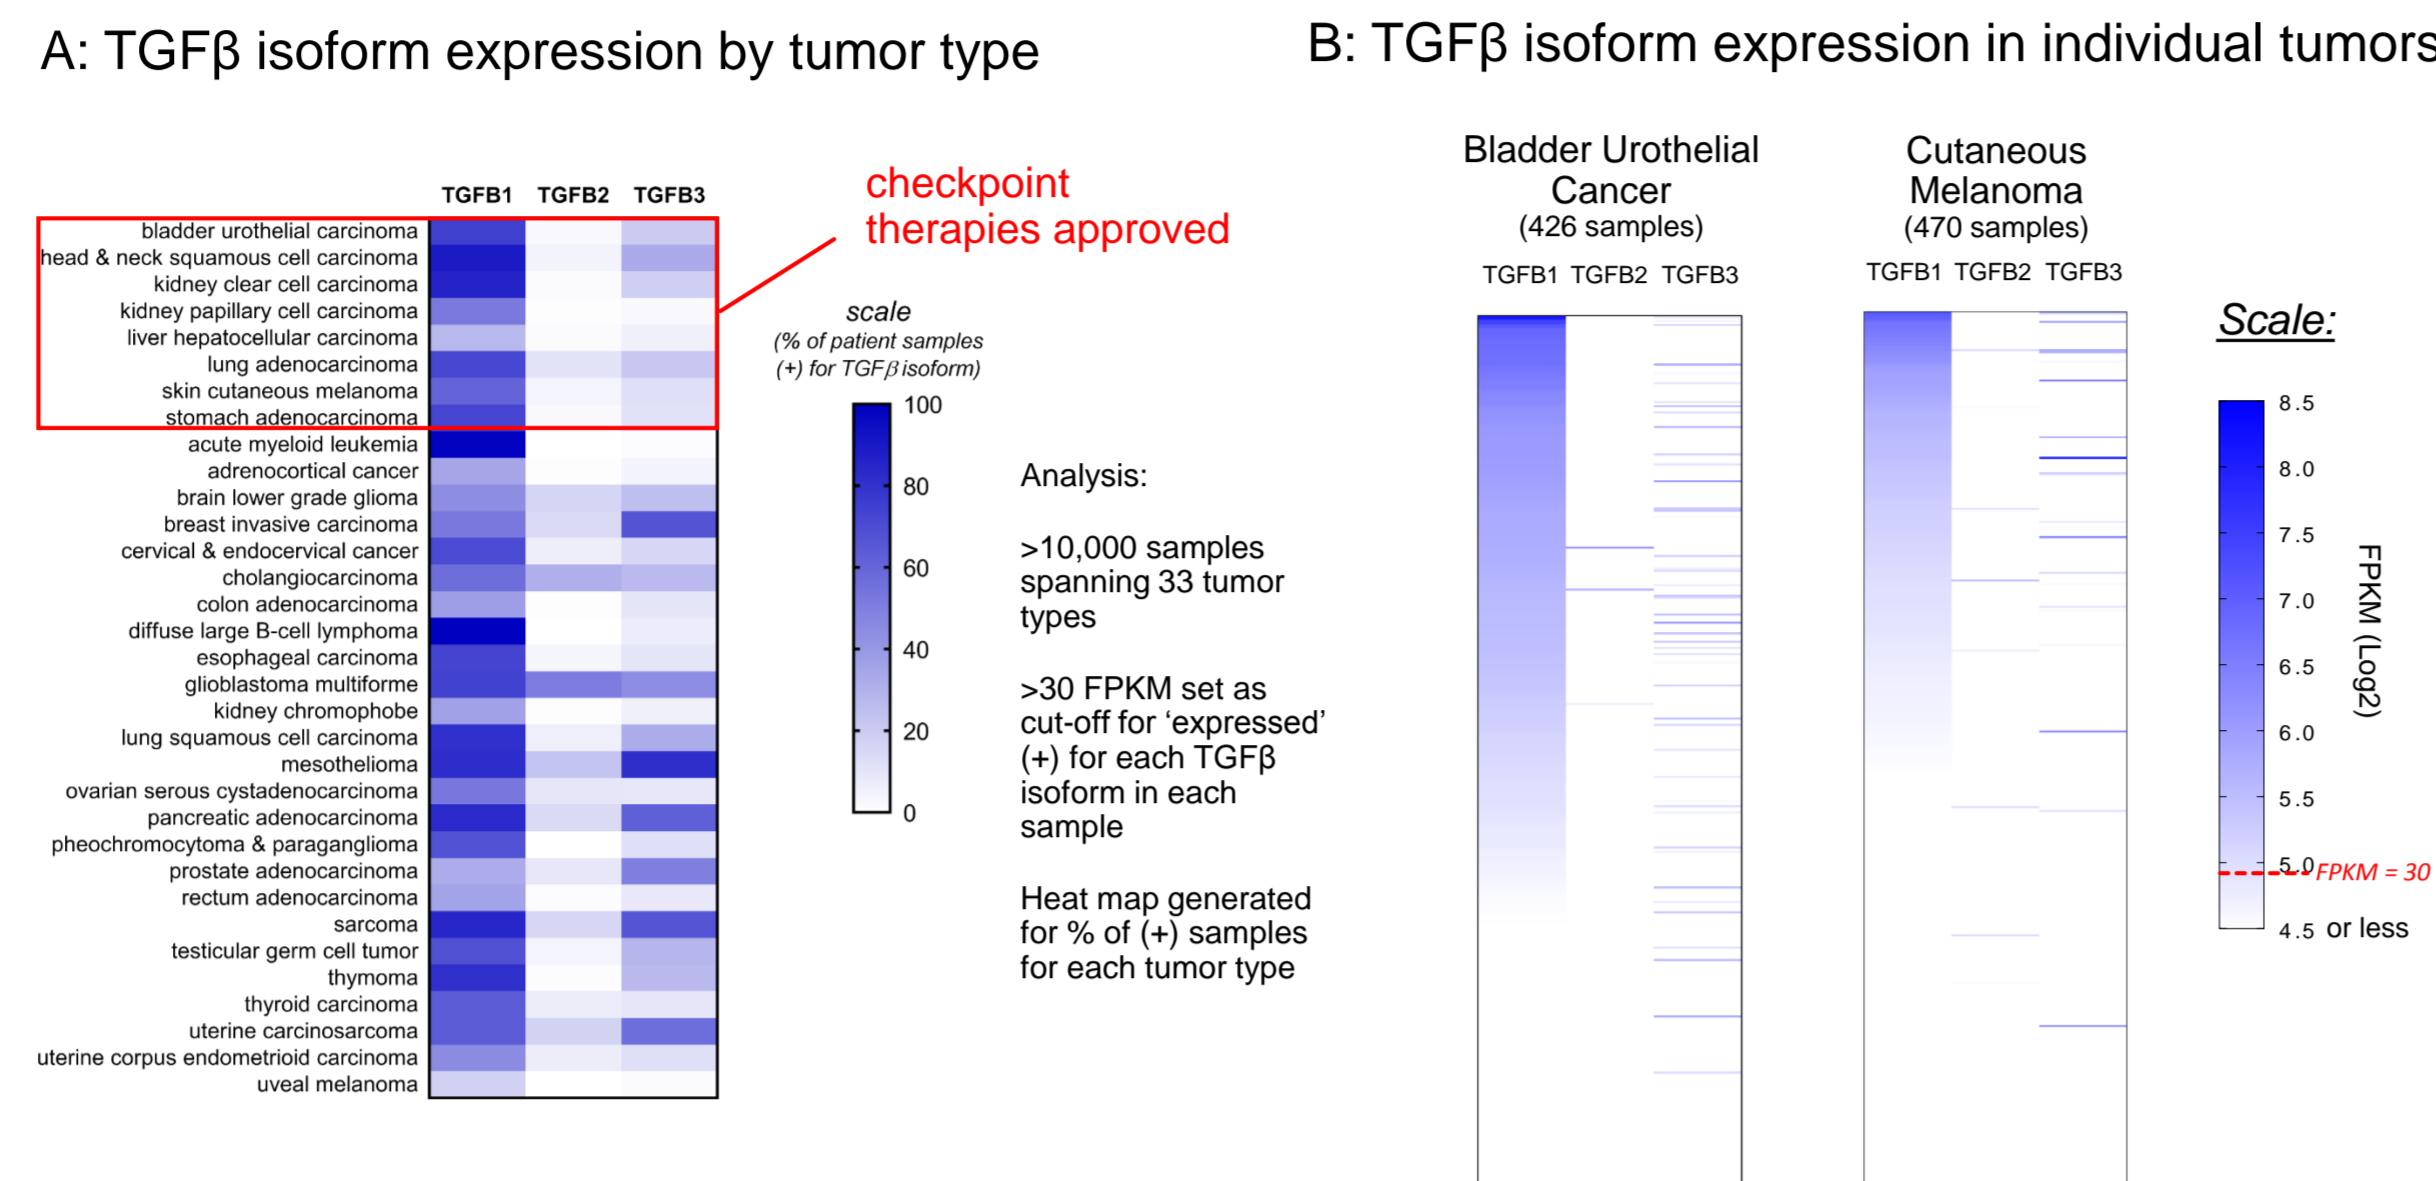 A: TGFβ isoform expression by tumor type
TGFB1 TGFB2 TGFB3
bladder urothelial carcinoma
head & neck squamous cell carcinoma
kidney clear cell carcinoma
kidney papillary cell carcinoma
liver hepatocellular carcinoma
lung adenocarcinoma
skin cutaneous melanoma
stomach adenocarcinoma
acute myeloid leukemia
adrenocortical cancer
brain lower grade glioma
breast invasive carcinoma
cervical & endocervical cancer
cholangiocarcinoma
colon adenocarcinoma
diffuse large B-cell lymphoma
esophageal carcinoma
glioblastoma multiforme
kidney chromophobe
lung squamous cell carcinoma
mesothelioma
ovarian serous cystadenocarcinoma
pancreatic adenocarcinoma
pheochromocytoma & paraganglioma
prostate adenocarcinoma
rectum adenocarcinoma
sarcoma
testicular germ cell tumor
thymoma
thyroid carcinoma
uterine carcinosarcoma
uterine corpus endometrioid carcinoma
uveal melanoma
checkpoint
therapies approved
scale
(% of patient samples
(+) for TGFβ isoform)
100
80
60
40
20
0
Analysis:
>10,000 samples
spanning 33 tumor
types
>30 FPKM set as
cut-off for ‘expressed’
(+) for each TGFβ
isoform in each
sample
Heat map generated
for % of (+) samples
for each tumor type
B: TGFβ isoform expression in individual tumors
Bladder Urothelial
Cancer
(426 samples)
TGFB1 TGFB2 TGFB3
Cutaneous
Melanoma
(470 samples)
TGFB1 TGFB2 TGFB3
Scale:
8.5
8.0
7.5
7.0
6.5
6.0
5.5
5.0
FPKM = 30
4.5 or less
FPKM (Log2)